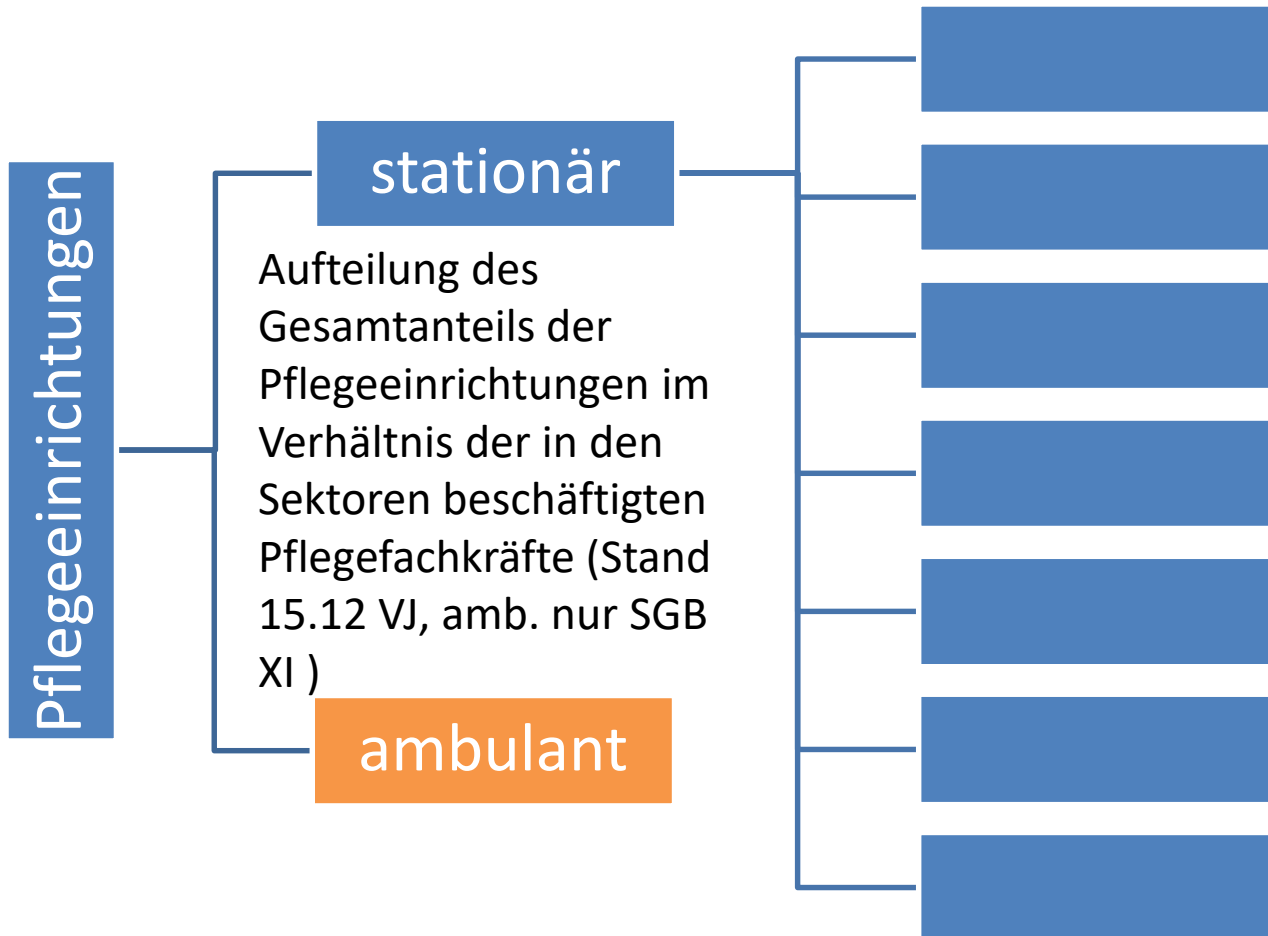 Pflegeeinrichtungen
stationär
Aufteilung des
Gesamtanteils der
Pflegeeinrichtungen im
Verhältnis der in den
Sektoren beschäftigten
Pflegefachkräfte (Stand
15.12 VJ, amb. nur SGB
XI )
ambulant